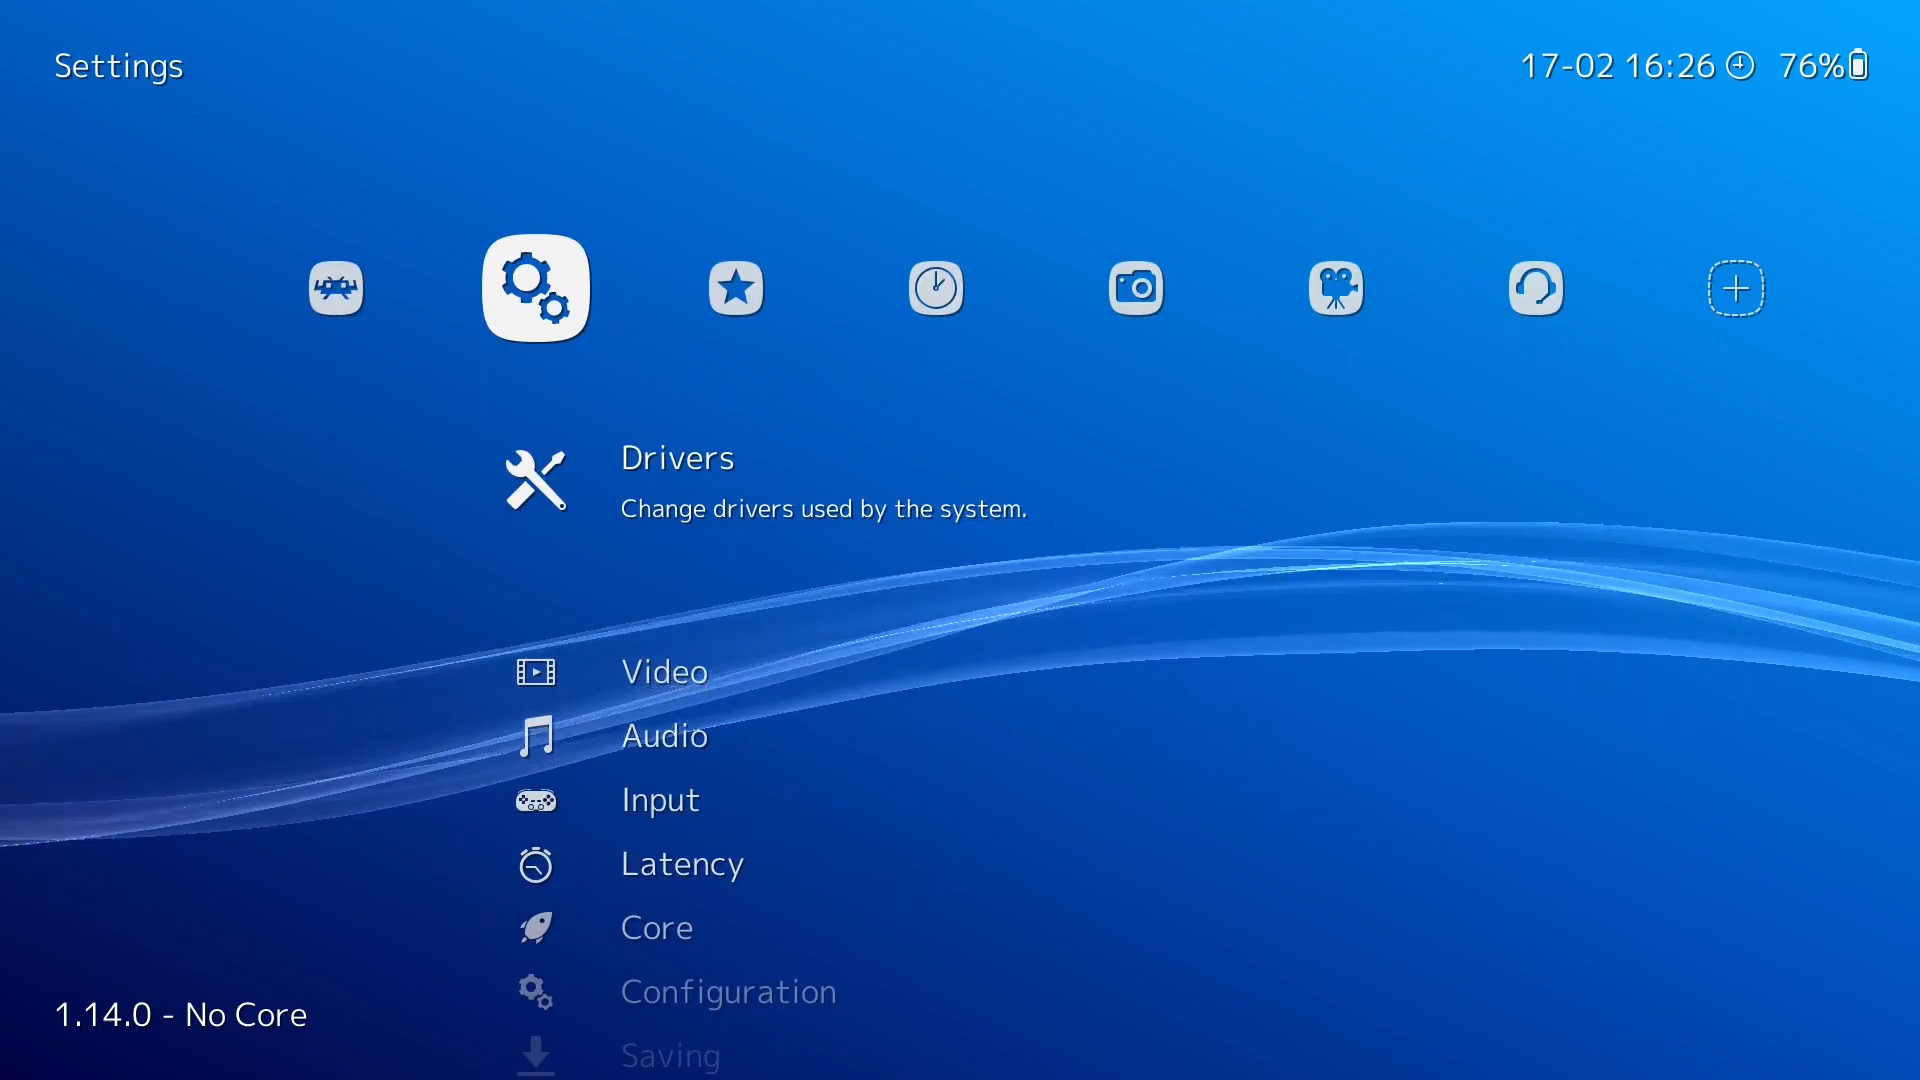 Settings
17-02 16:26 76%
Drivers
Change drivers used by the system.
Video
Audio
Input
Latency
Core
Configuration
Saving
1.14.0 - No Core